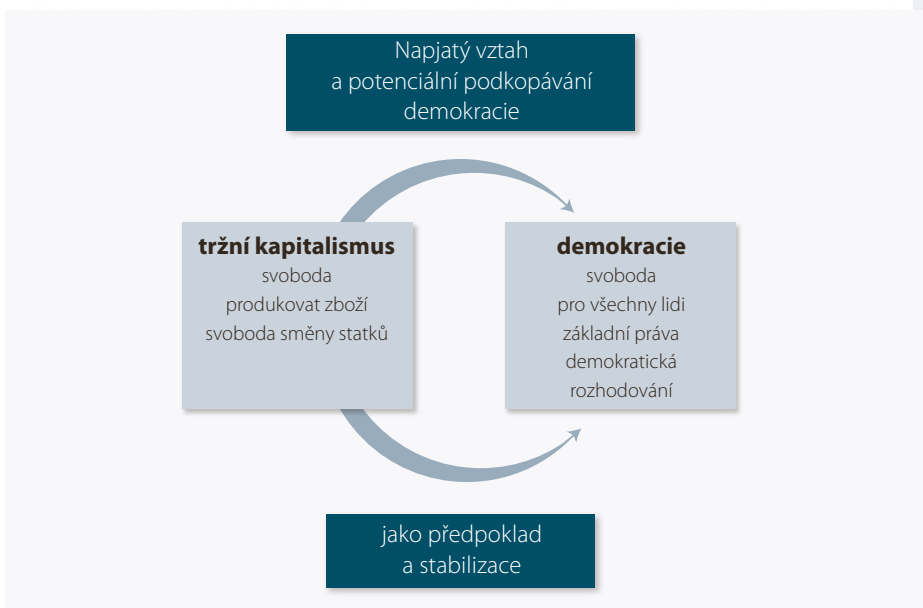 Napjatý vztah
a potenciální podkopávání
demokracie
tržní kapitalismus
svoboda
produkovat zboží
svoboda směny statků
demokracie
svoboda
pro všechny lidi
základní práva
demokratická
rozhodování
jako předpoklad
a stabilizace